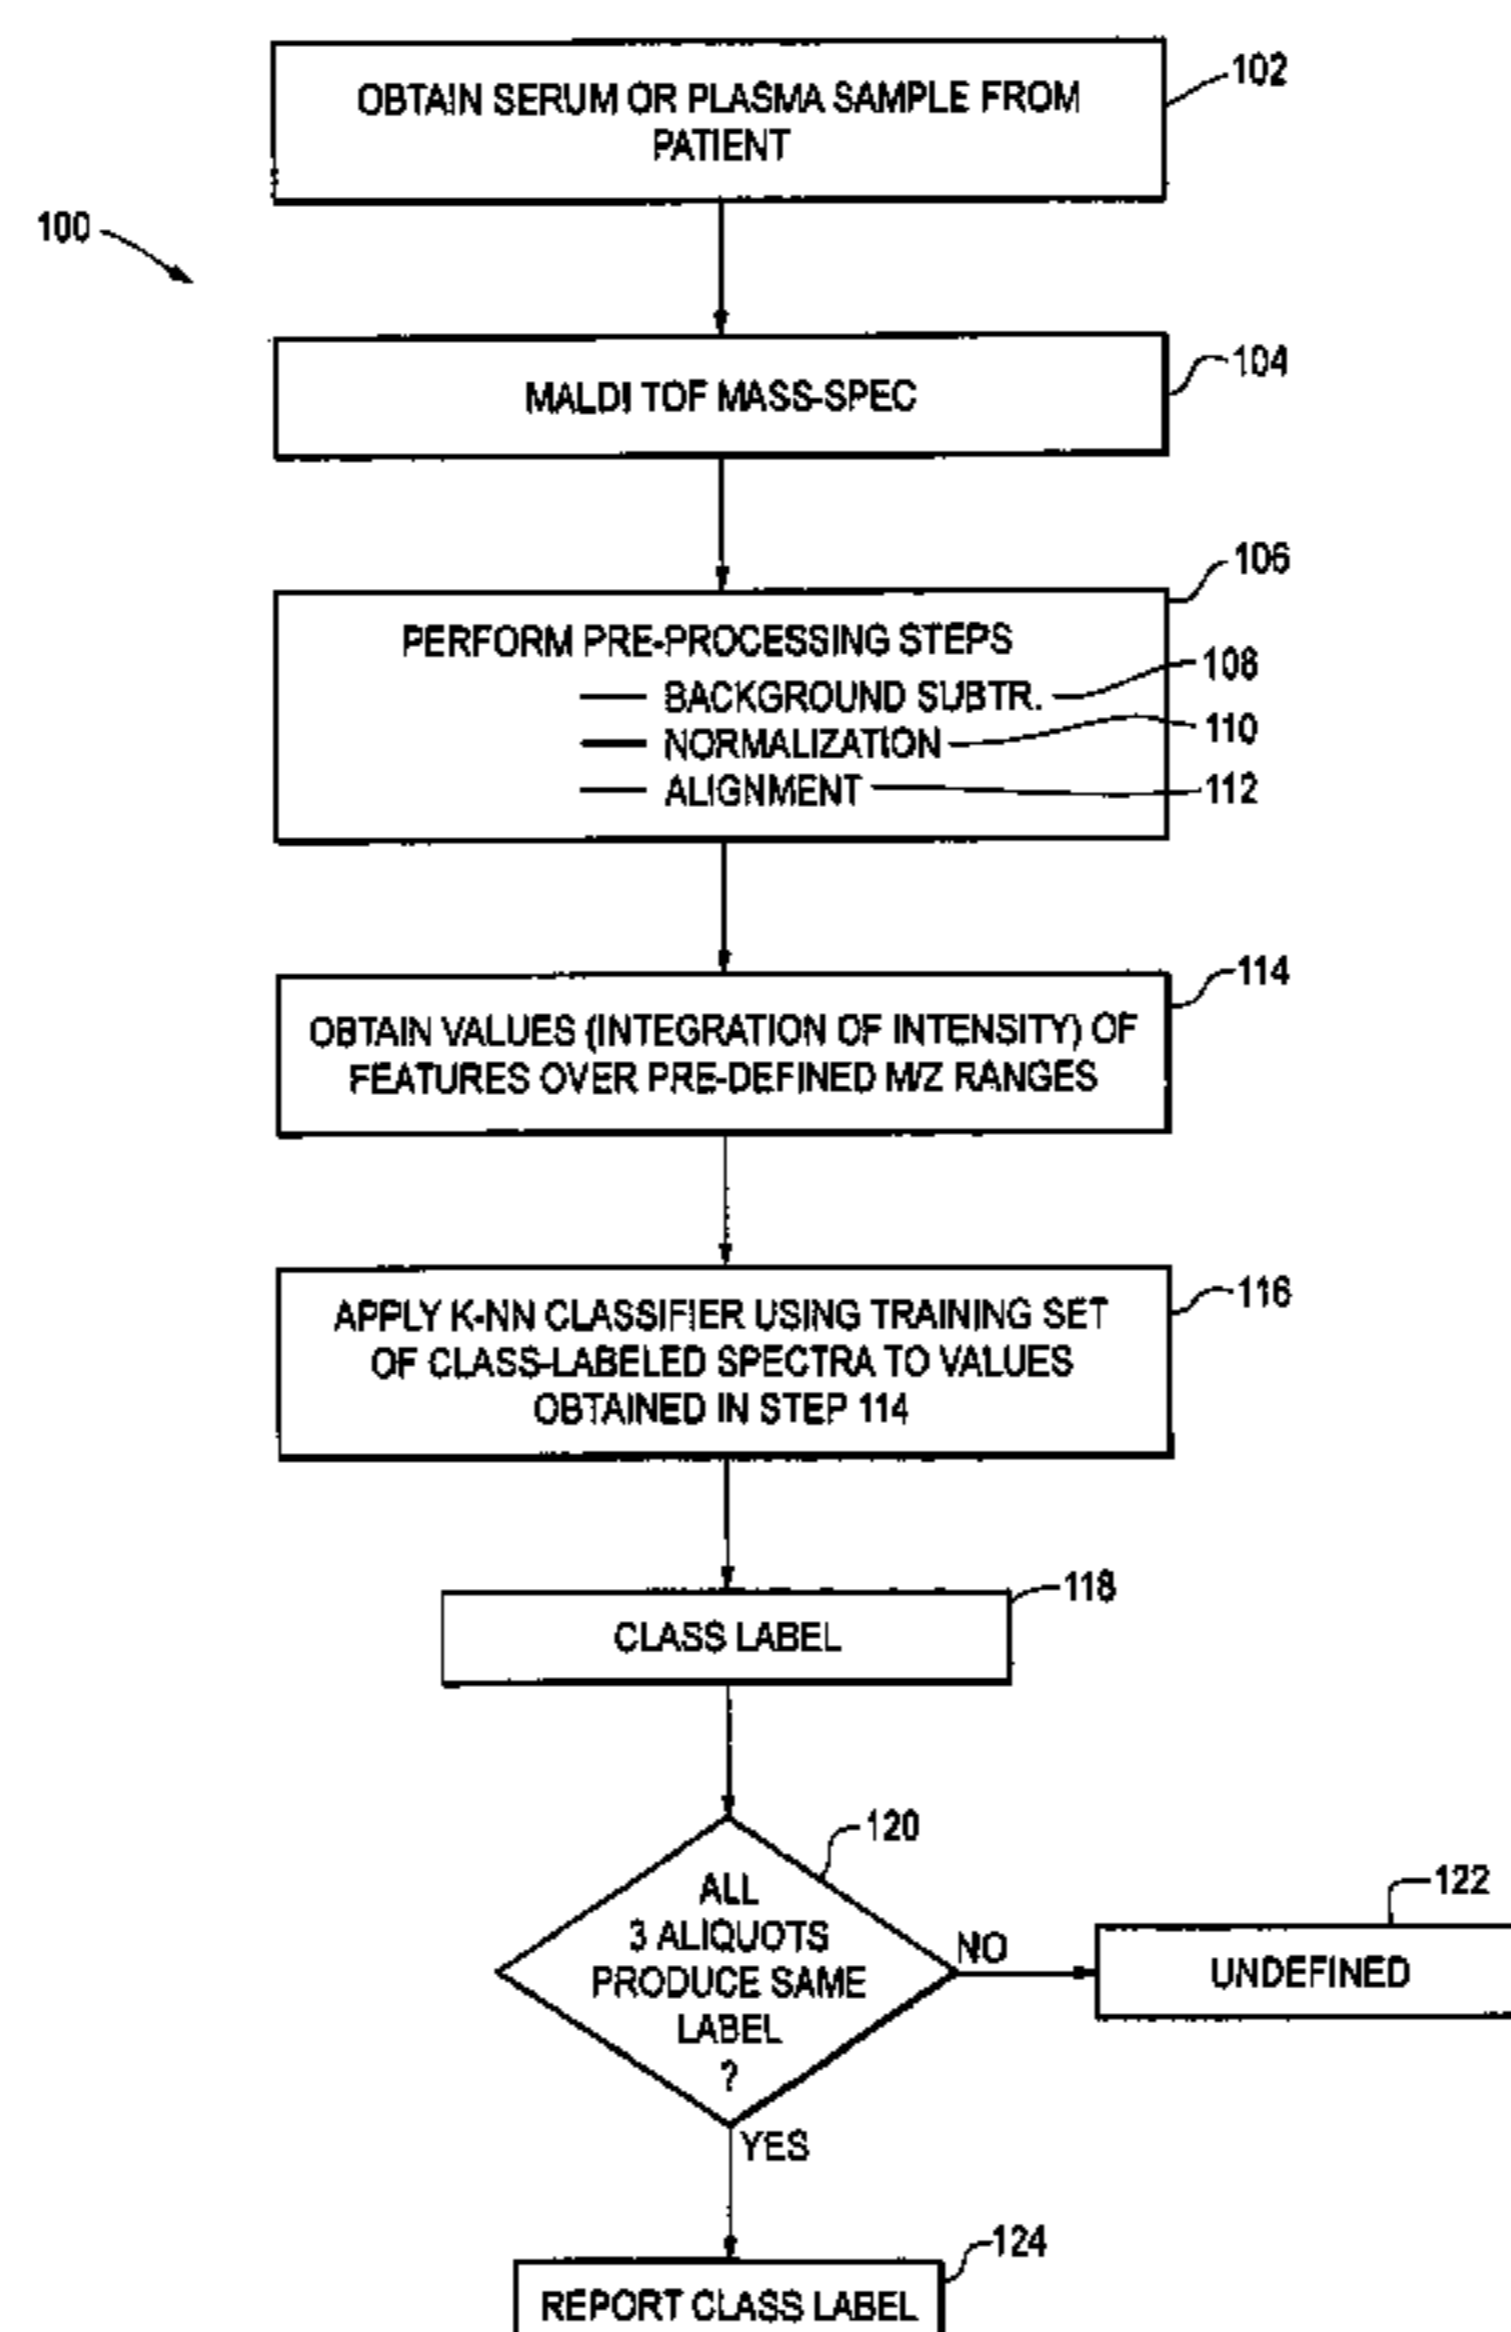 OBTAIN SERUM OR PLASMA SAMPLE FROM
PATIENT
102
100
MALDI TOF MASS-SPEC
104
106
PERFORM PRE-PROCESSING STEPS
— BACKGROUND SUBTR.
108
— NORMALIZATION
110
— ALIGNMENT
112
114
OBTAIN VALUES (INTEGRATION OF INTENSITY) OF
FEATURES OVER PRE-DEFINED M/Z RANGES
116
APPLY K-NN CLASSIFIER USING TRAINING SET
OF CLASS-LABELED SPECTRA TO VALUES
OBTAINED IN STEP 114
118
CLASS LABEL
120
ALL
3 ALIQUOTS
PRODUCE SAME
LABEL
?
NO
122
UNDEFINED
YES
124
REPORT CLASS LABEL